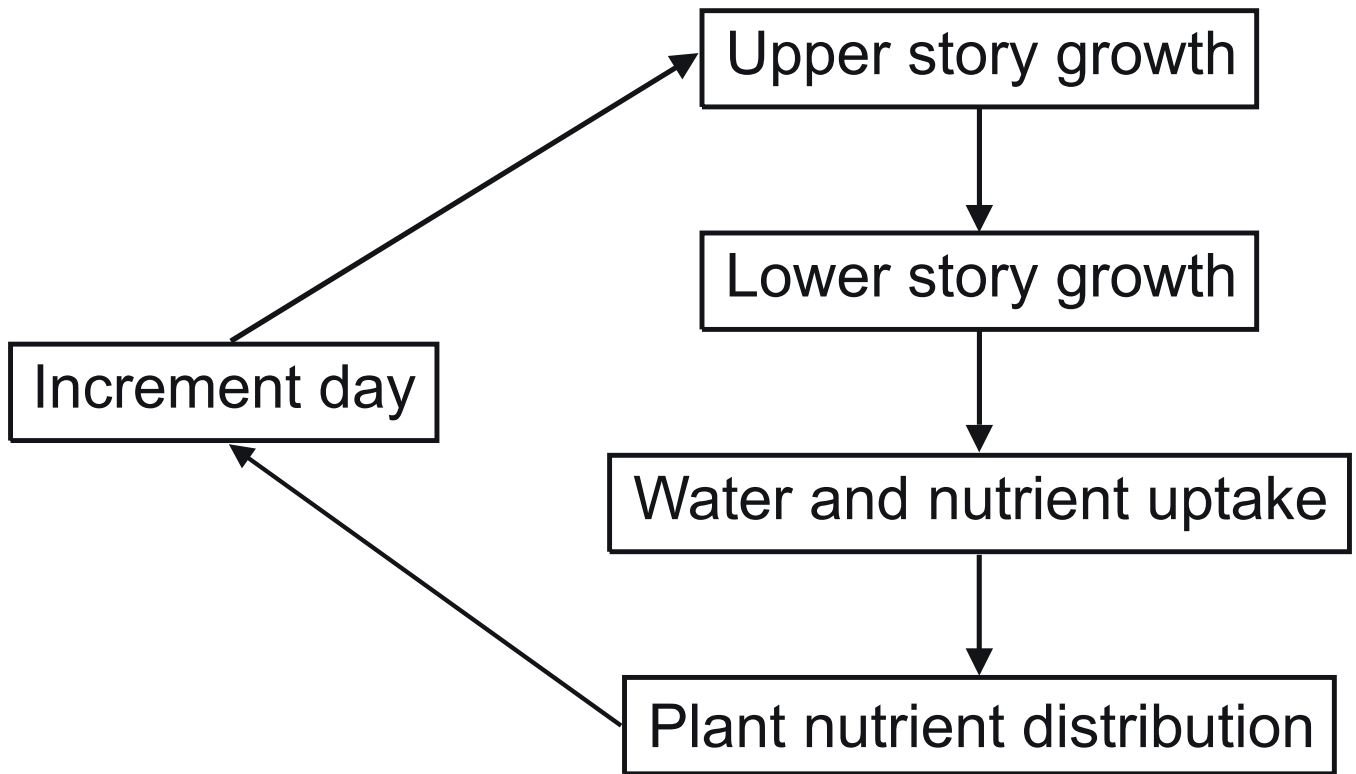 Upper story growth
Lower story growth
Increment day
Water and nutrient uptake
Plant nutrient distribution